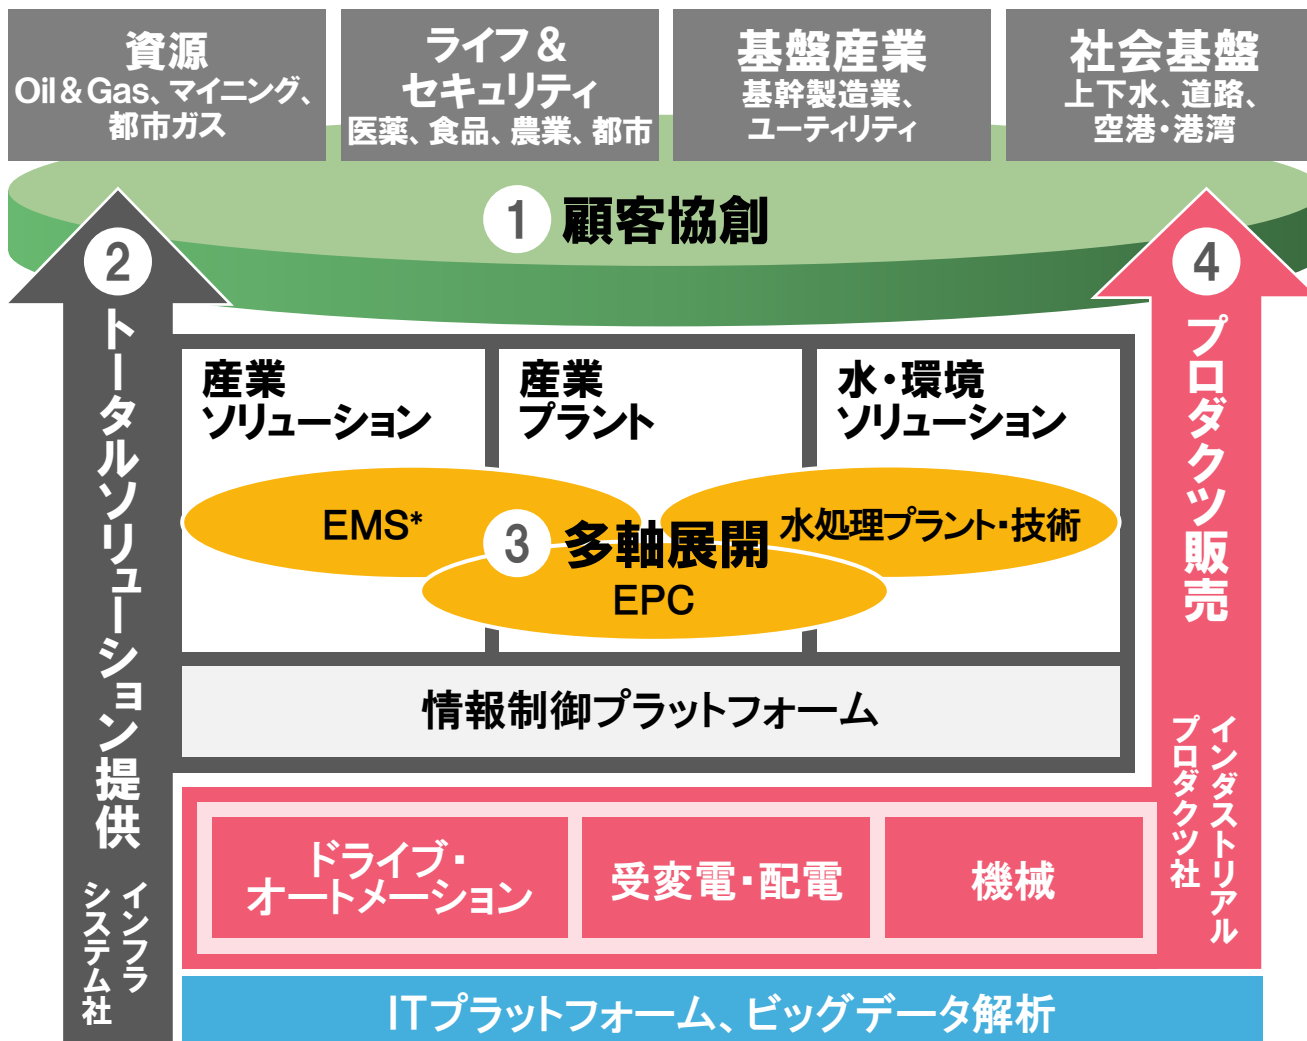 資源
Oil & Gas、マイニング、
都市ガス
ライフ &
セキュリティ
医薬、食品、農業、都市
基盤産業
基幹製造業、
ユーティリティ
社会基盤
上下水、道路、
空港・港湾
1 顧客協創
2
トータルソリューション提供
インフラ
システム社
産業
ソリューション
産業
プラント
水・環境
ソリューション
EMS*
3 多軸展開
水処理プラント・技術
EPC
情報制御プラットフォーム
4
プロダクツ販売
インダストリアル
プロダクツ社
ドライブ・
オートメーション
受変電・配電
機械
ITプラットフォーム、ビッグデータ解析